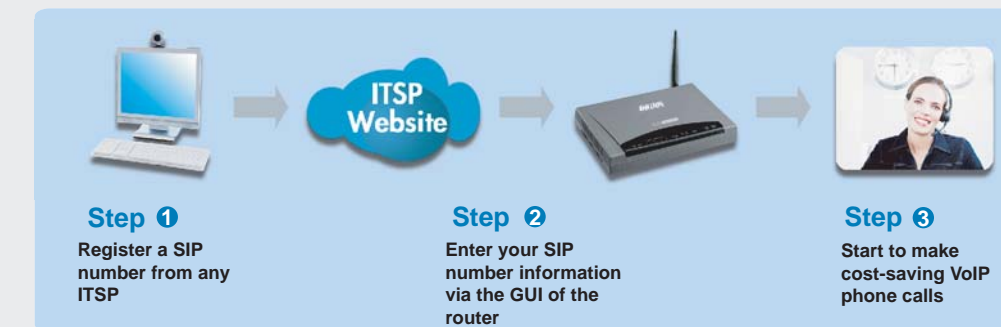 ITSP
Website
Step 1
Register a SIP
number from any
ITSP
Step 2
Enter your SIP
number information
via the GUI of the
router
Step 3
Start to make
cost-saving VoIP
phone calls